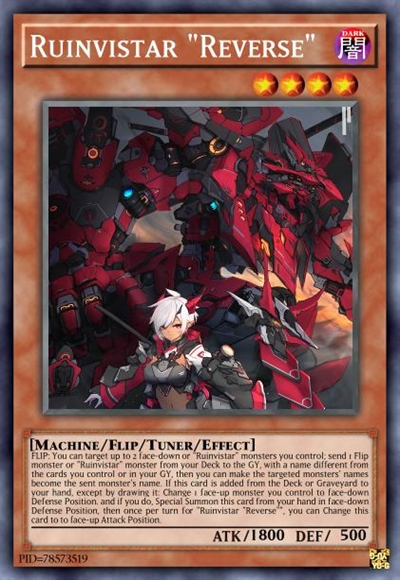 Ruinvistar "Reverse"
DARK
闇
[Machine/Flip/Tuner/Effect]
FLIP: You can target up to 2 face-down or "Ruinvistar" monsters you control; send 1 Flip
monster or "Ruinvistar" monster from your Deck to the GY, with a name different from
the cards you control or in your GY, then you can make the targeted monsters' names
become the sent monster's name. If this card is added from the Deck or Graveyard to
your hand, except by drawing it: Change 1 face-up monster you control to face-down
Defense Position, and if you do, Special Summon this card from your hand in face-down
Defense Position, then once per turn for "Ruinvistar "Reverse"", you can Change
this card to to face-up Attack Position.
ATK/1800 DEF/ 500
PID=78573519